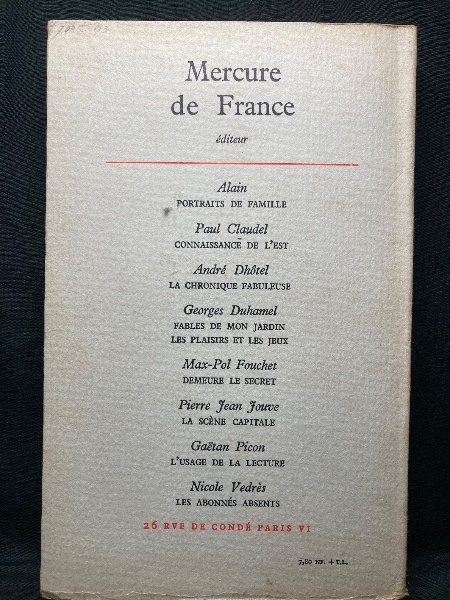 Mercure
de France
éditeur
Alain
PORTRAITS DE FAMILLE
Paul Claudel
CONNAISSANCE DE L'EST
André Dhôtel
LA CHRONIQUE FABULEUSE
Georges Duhamel
FABLES DE MON JARDIN
LES PLAISIRS ET LES JEUX
Max-Pol Fouchet
DEMEURE LE SECRET
Pierre Jean Jouve
LA SCÈNE CAPITALE
Gaëtan Picon
L'USAGE DE LA LECTURE
Nicole Vedrès
LES ABONNÉS ABSENTS
26 RVE DE CONDÉ PARIS VI
7,80 NF. + T.L.